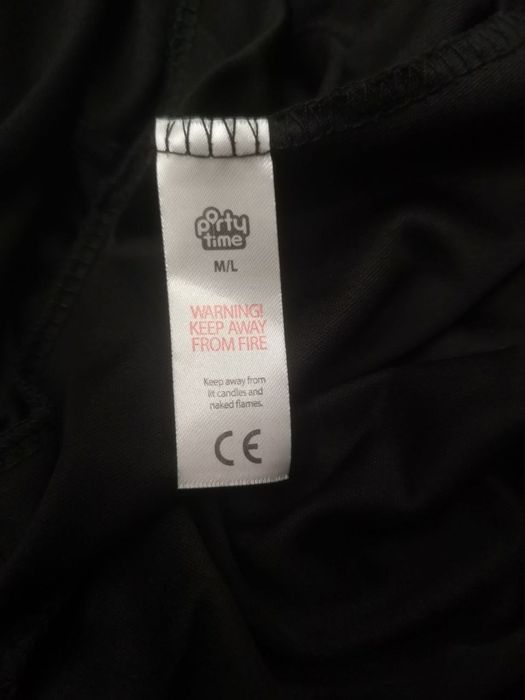 party
time
M/L
WARNING!
KEEP AWAY
FROM FIRE
Keep away from
lit candles and
naked flames.
CE